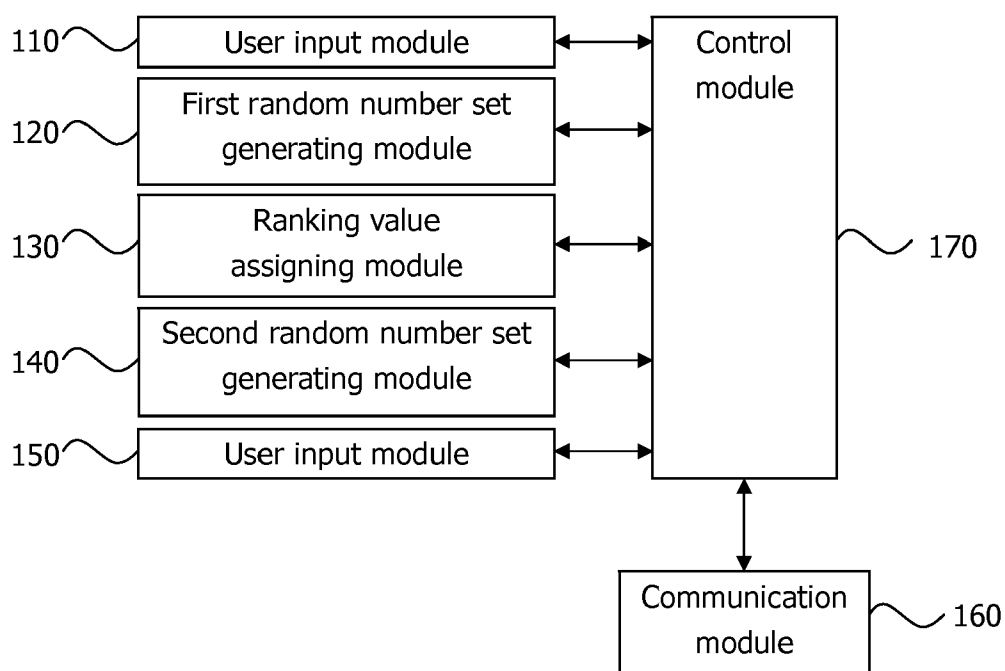 110
User input module
Control
module
First random number set
generating module
120
Ranking value
assigning module
130
170
Second random number set
generating module
140
150
User input module
Communication
module
160